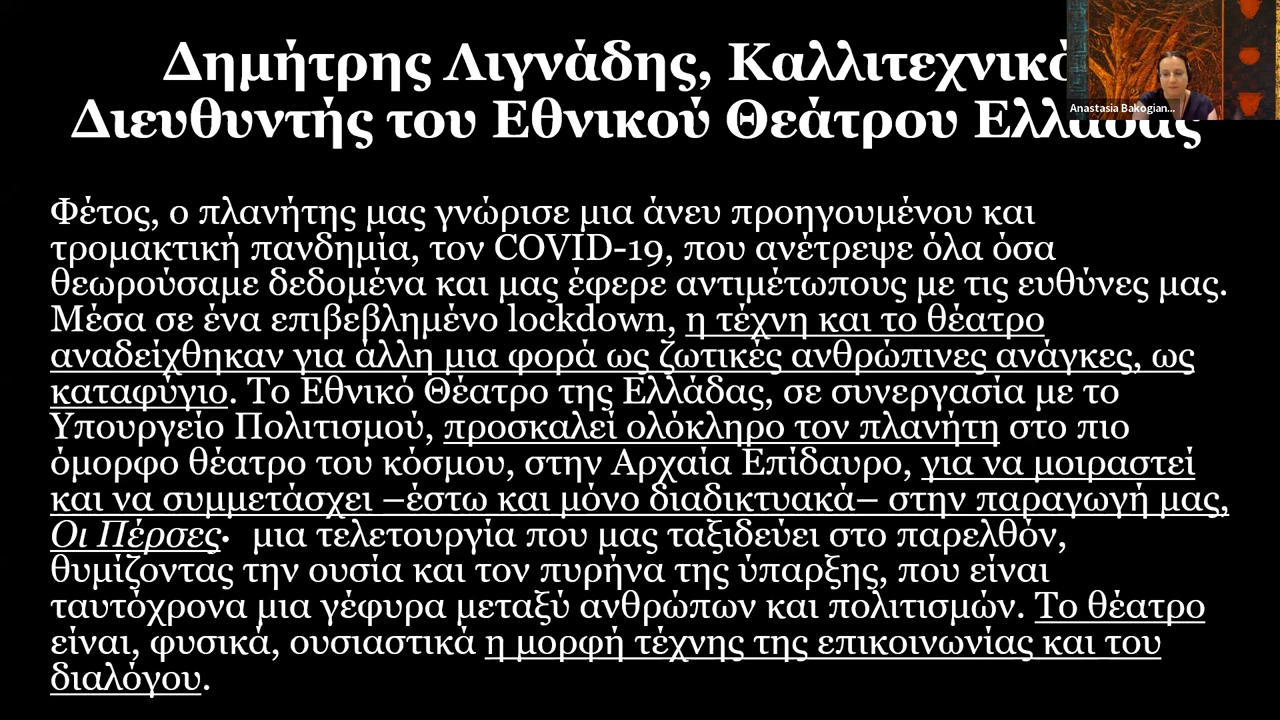 Δημήτρης Λιγνάδης, Καλλιτεχνικό
Διευθυντής του Εθνικού Θεάτρου Ελλάδας
Anastasia Bakogian...
Φέτος, ο πλανήτης μας γνώρισε μια άνευ προηγουμένου και
τρομακτική πανδημία, τον COVID-19, που ανέτρεψε όλα όσα
θεωρούσαμε δεδομένα και μας έφερε αντιμέτωπους με τις ευθύνες μας.
Μέσα σε ένα επιβεβλημένο lockdown, η τέχνη και το θέατρο
αναδείχθηκαν για άλλη μια φορά ως ζωτικές ανθρώπινες ανάγκες, ως
καταφύγιο. Το Εθνικό Θέατρο της Ελλάδας, σε συνεργασία με το
Υπουργείο Πολιτισμού, προσκαλεί ολόκληρο τον πλανήτη στο πιο
όμορφο θέατρο του κόσμου, στην Αρχαία Επίδαυρο, για να μοιραστεί
και να συμμετάσχει –έστω και μόνο διαδικτυακά– στην παραγωγή μας,
Οι Πέρσες· μια τελετουργία που μας ταξιδεύει στο παρελθόν,
θυμίζοντας την ουσία και τον πυρήνα της ύπαρξης, που είναι
ταυτόχρονα μια γέφυρα μεταξύ ανθρώπων και πολιτισμών. Το θέατρο
είναι, φυσικά, ουσιαστικά η μορφή τέχνης της επικοινωνίας και του
διαλόγου.